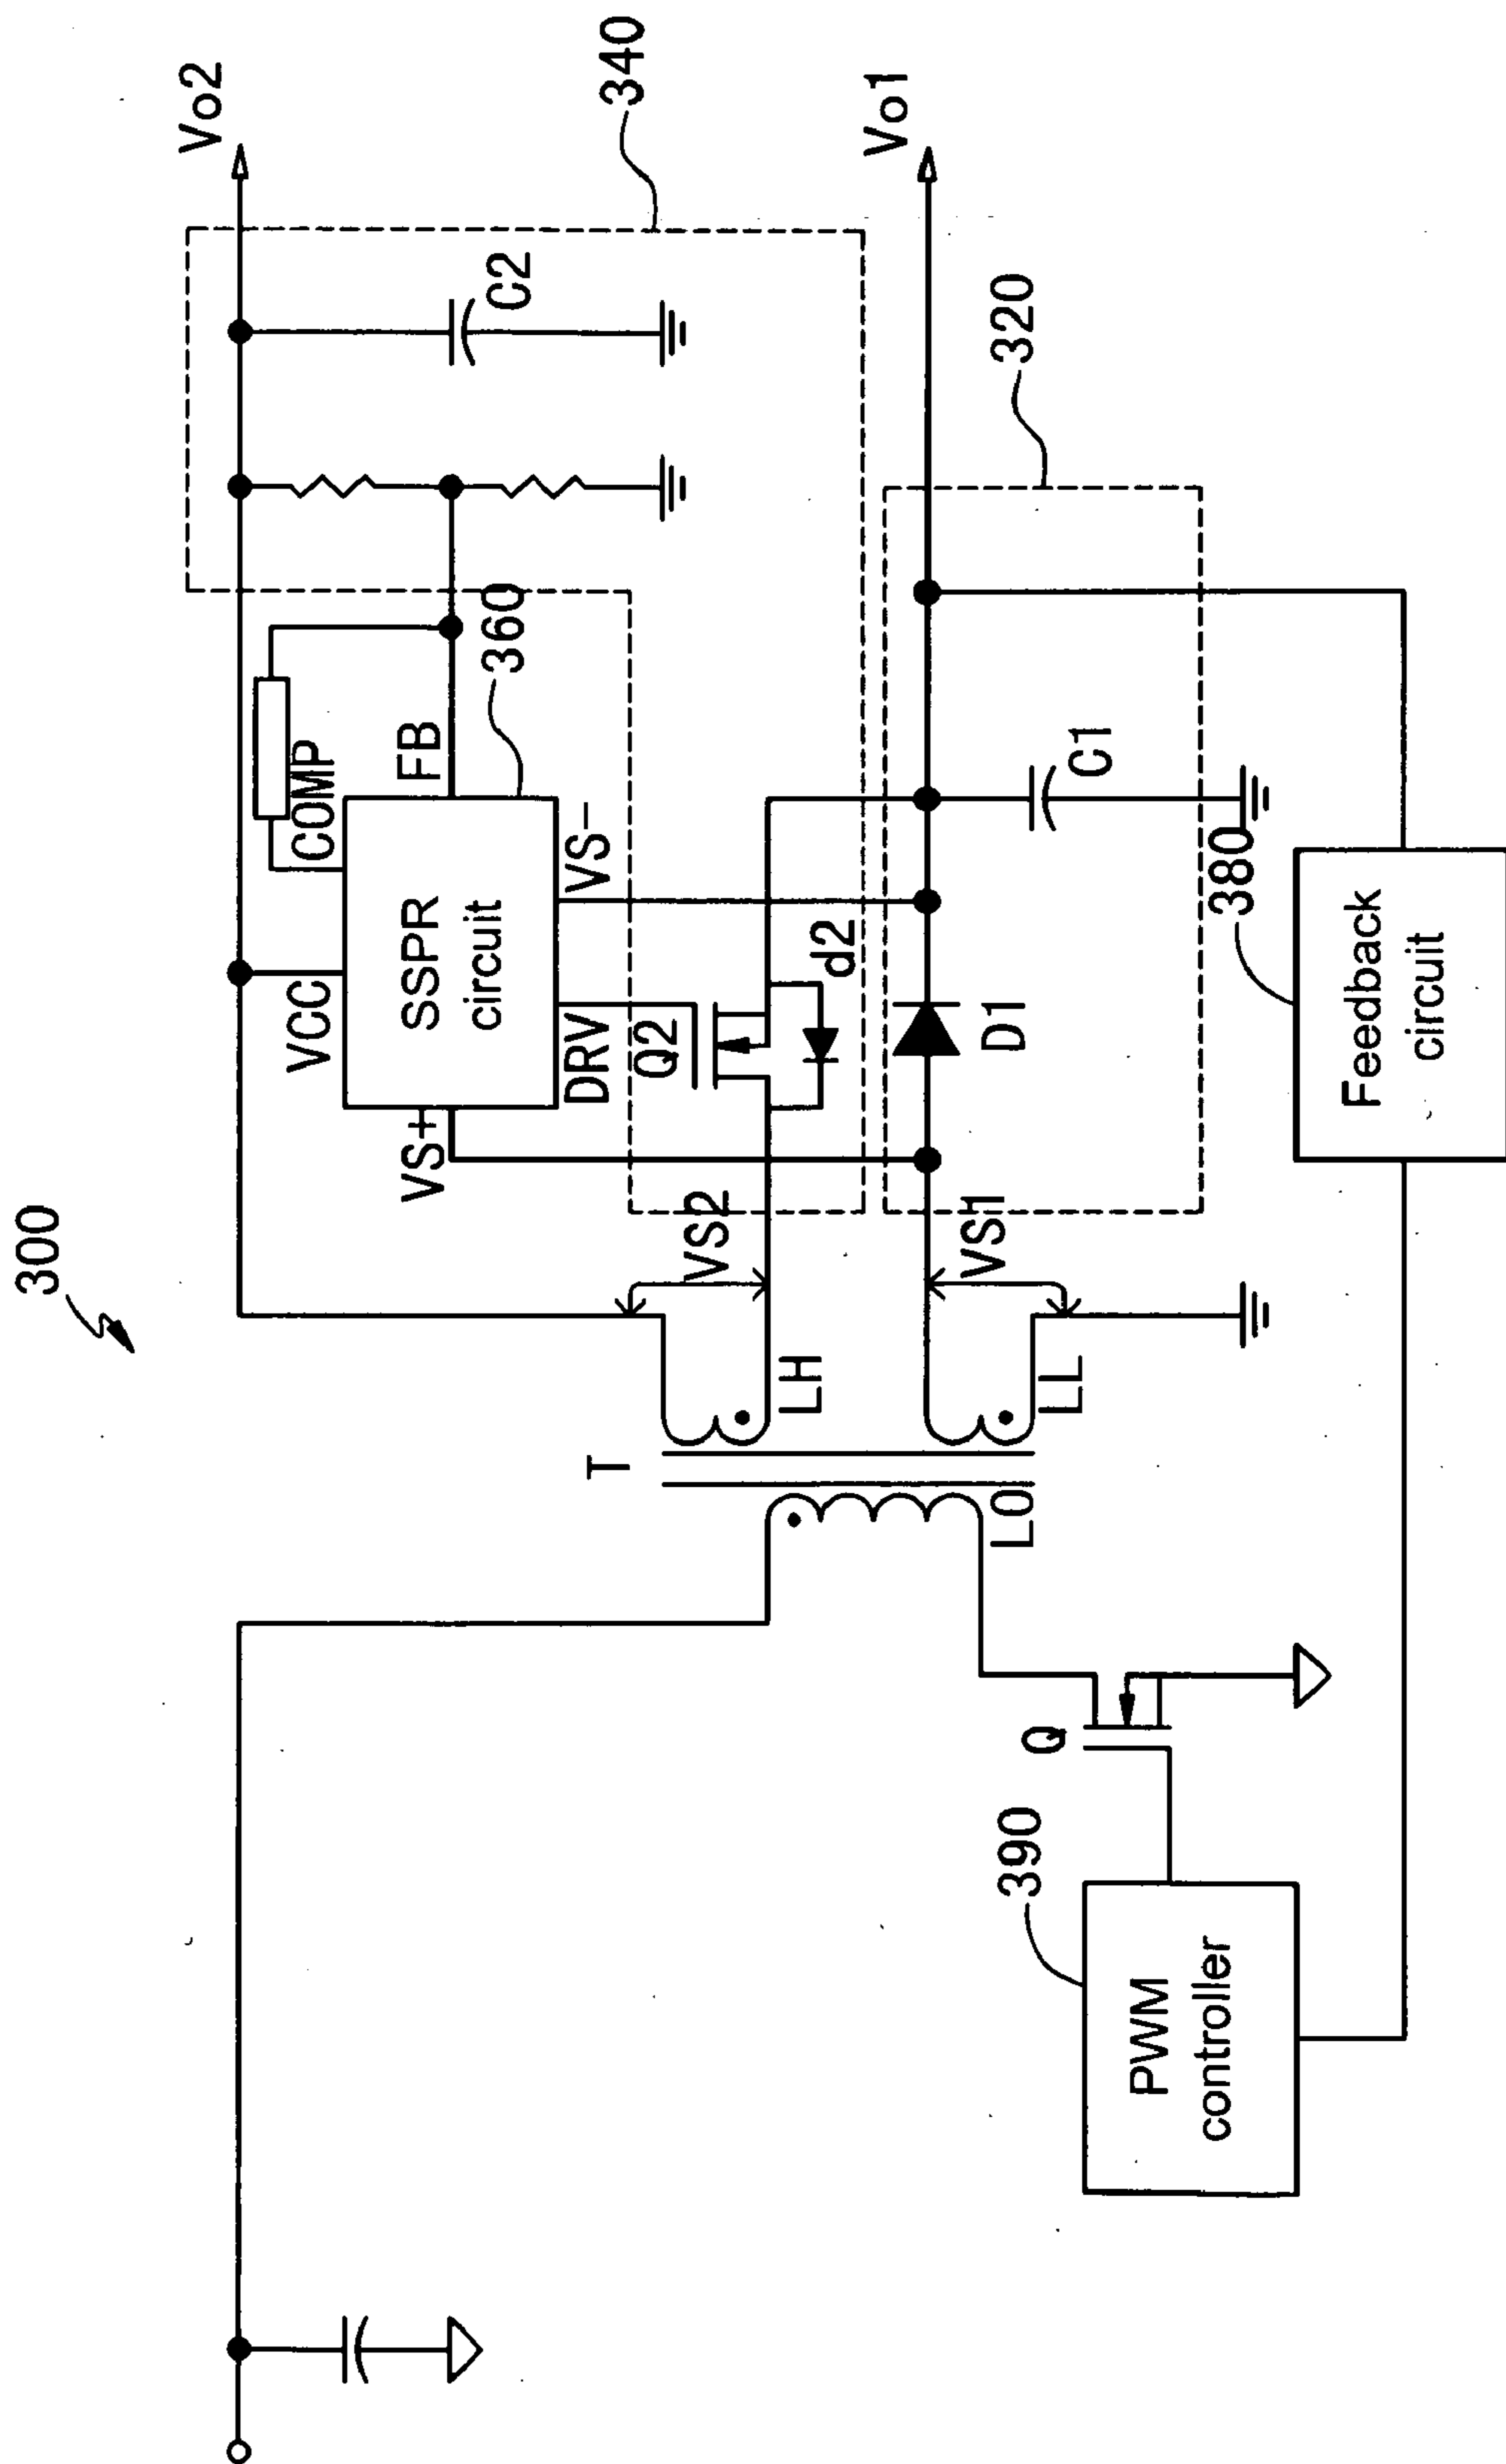 300
Vo2
340
VCC
COMP
SSPR
circuit
FB
360
VS+
DRV
VS-
C2
Q2
d2
Vo1
320
VS2
LH
T
D1
C1
VS1
LL
LO
Q
390
PWM
controller
380
Feedback
circuit